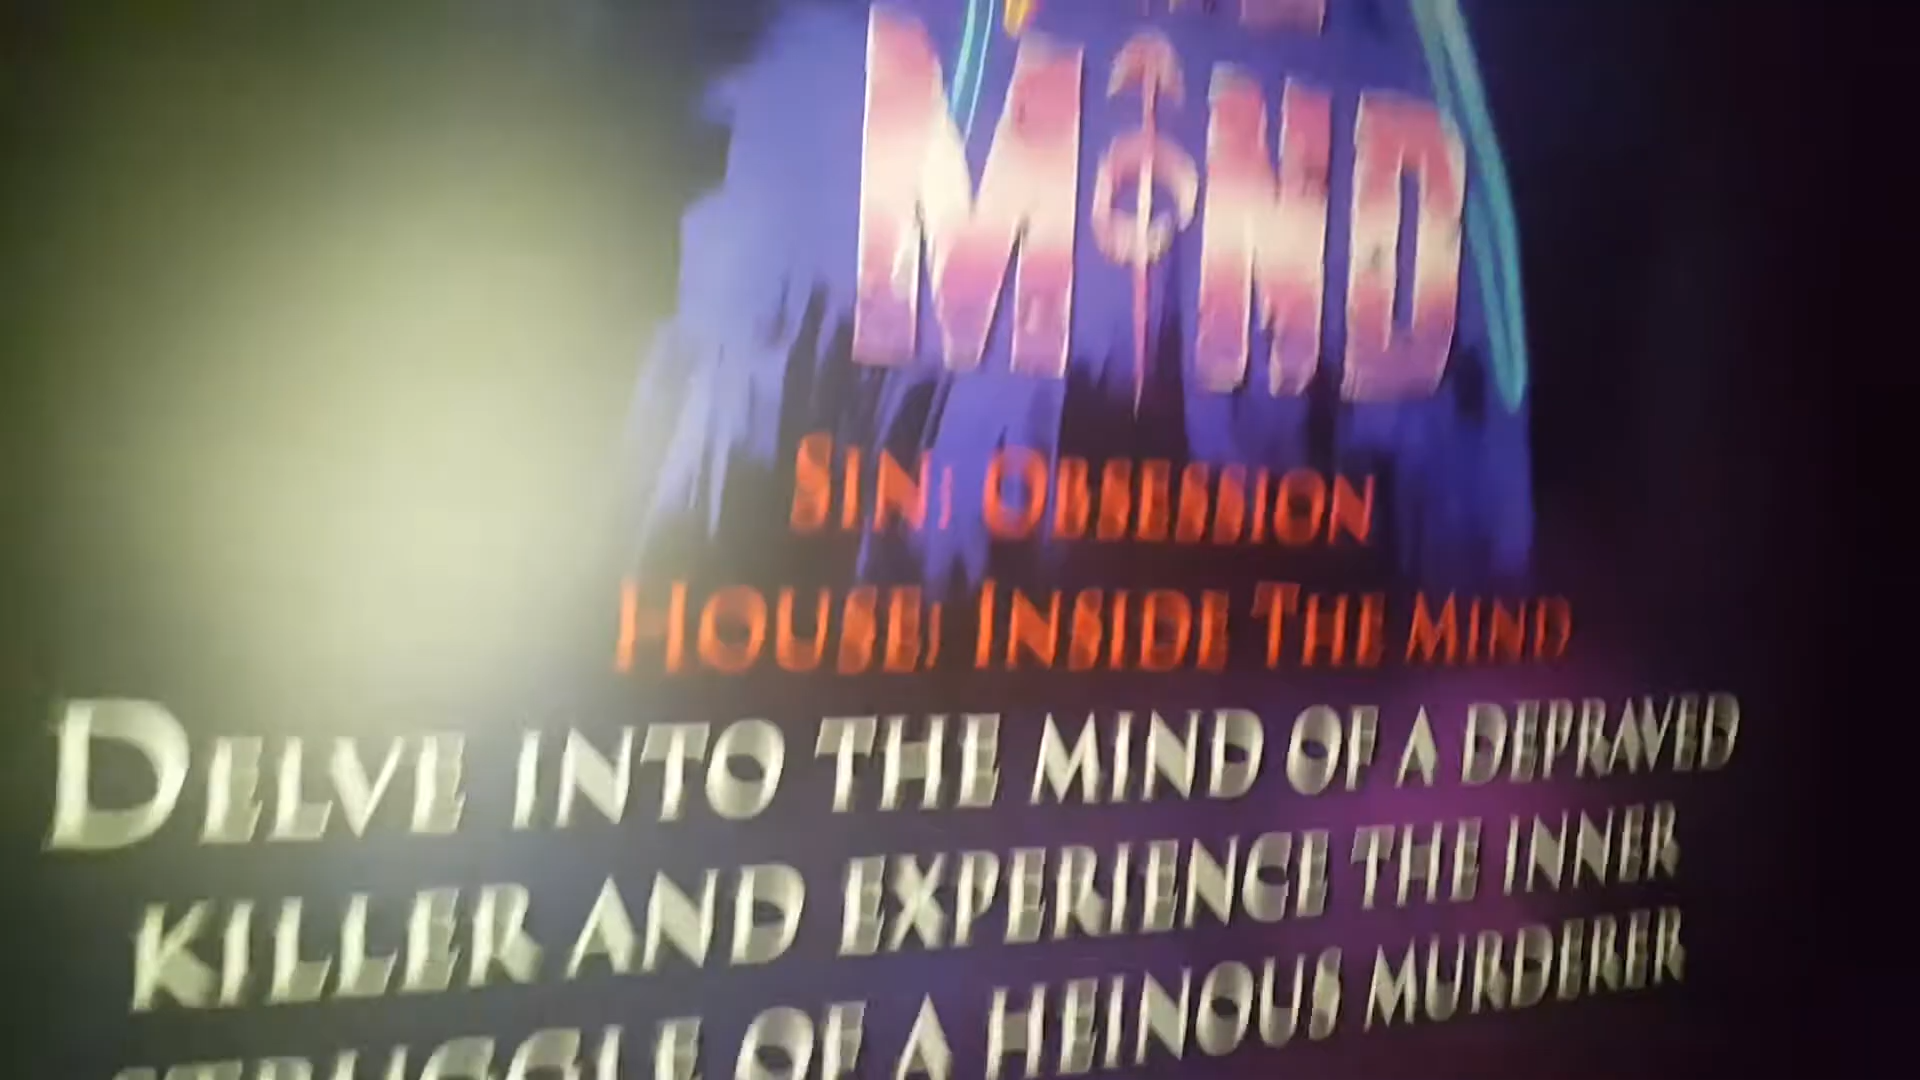 MIND
SIN: OBSESSION
HOUSE: INSIDE THE MIND
DELVE INTO THE MIND OF A DEPRAVED
KILLER AND EXPERIENCE THE INNER
STRUGGLE OF A HEINOUS MURDERER